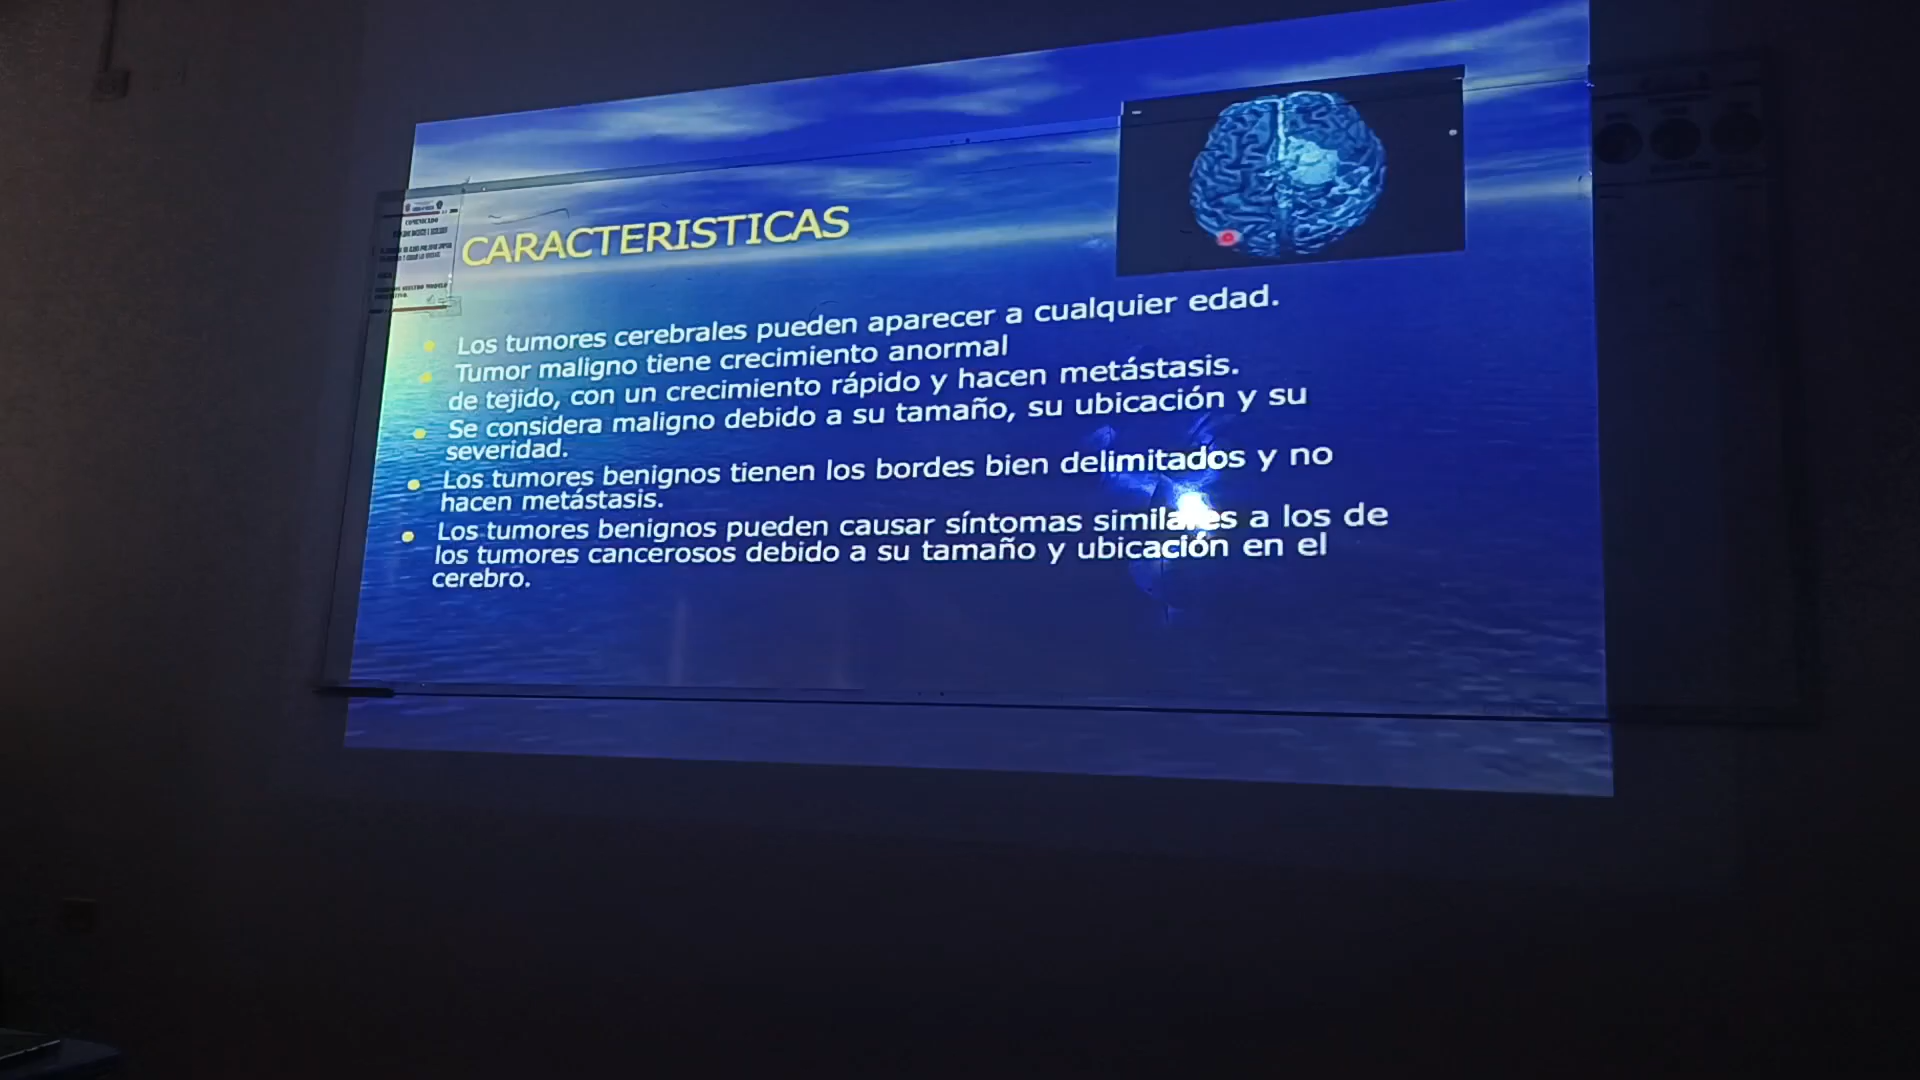 COMUNICADO
CARACTERISTICAS
Los tumores cerebrales pueden aparecer a cualquier edad.
Tumor maligno tiene crecimiento anormal
de tejido, con un crecimiento rápido y hacen metástasis.
Se considera maligno debido a su tamaño, su ubicación y su
severidad.
Los tumores benignos tienen los bordes bien delimitados y no
hacen metástasis.
Los tumores benignos pueden causar síntomas similares a los de
los tumores cancerosos debido a su tamaño y ubicación en el
cerebro.